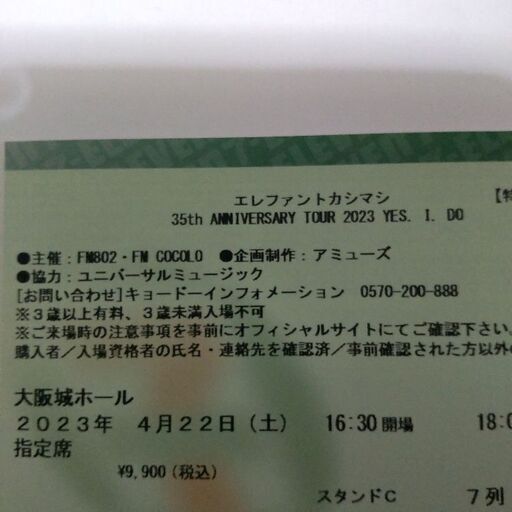 エレファントカシマシ 【特
35th ANNIVERSARY TOUR 2023 YES. I. DO
●主催：FM802・FM COCOLO ●企画制作：アミューズ
●協力：ユニバーサルミュージック
[お問い合わせ]キョードーインフォメーション 0570-200-888
※３歳以上有料、３歳未満入場不可
※ご来場時の注意事項を事前にオフィシャルサイトにてご確認下さい。
購入者／入場資格者の氏名・連絡先を確認済／事前確認された方以外の
大阪城ホール
２０２３年 ４月２２日（土） 16:30 開場 18:0
指定席
¥9,900（税込）
スタンドＣ ７列